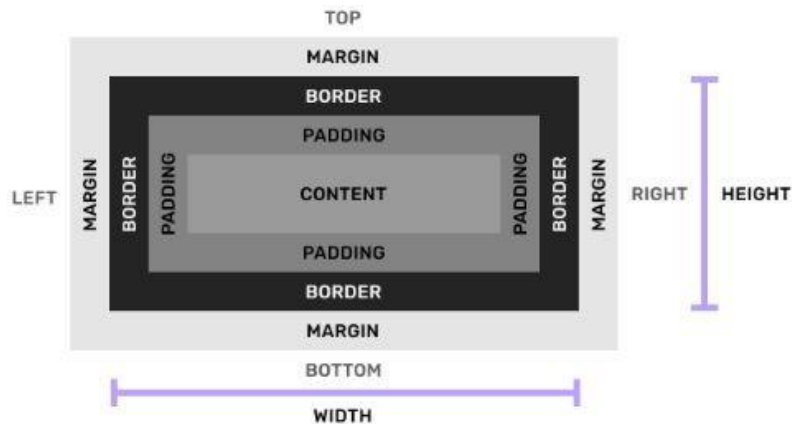 TOP
MARGIN
BORDER
PADDING
LEFT
MARGIN
BORDER
PADDING
CONTENT
PADDING
BORDER
MARGIN
RIGHT
HEIGHT
PADDING
BORDER
MARGIN
BOTTOM
WIDTH